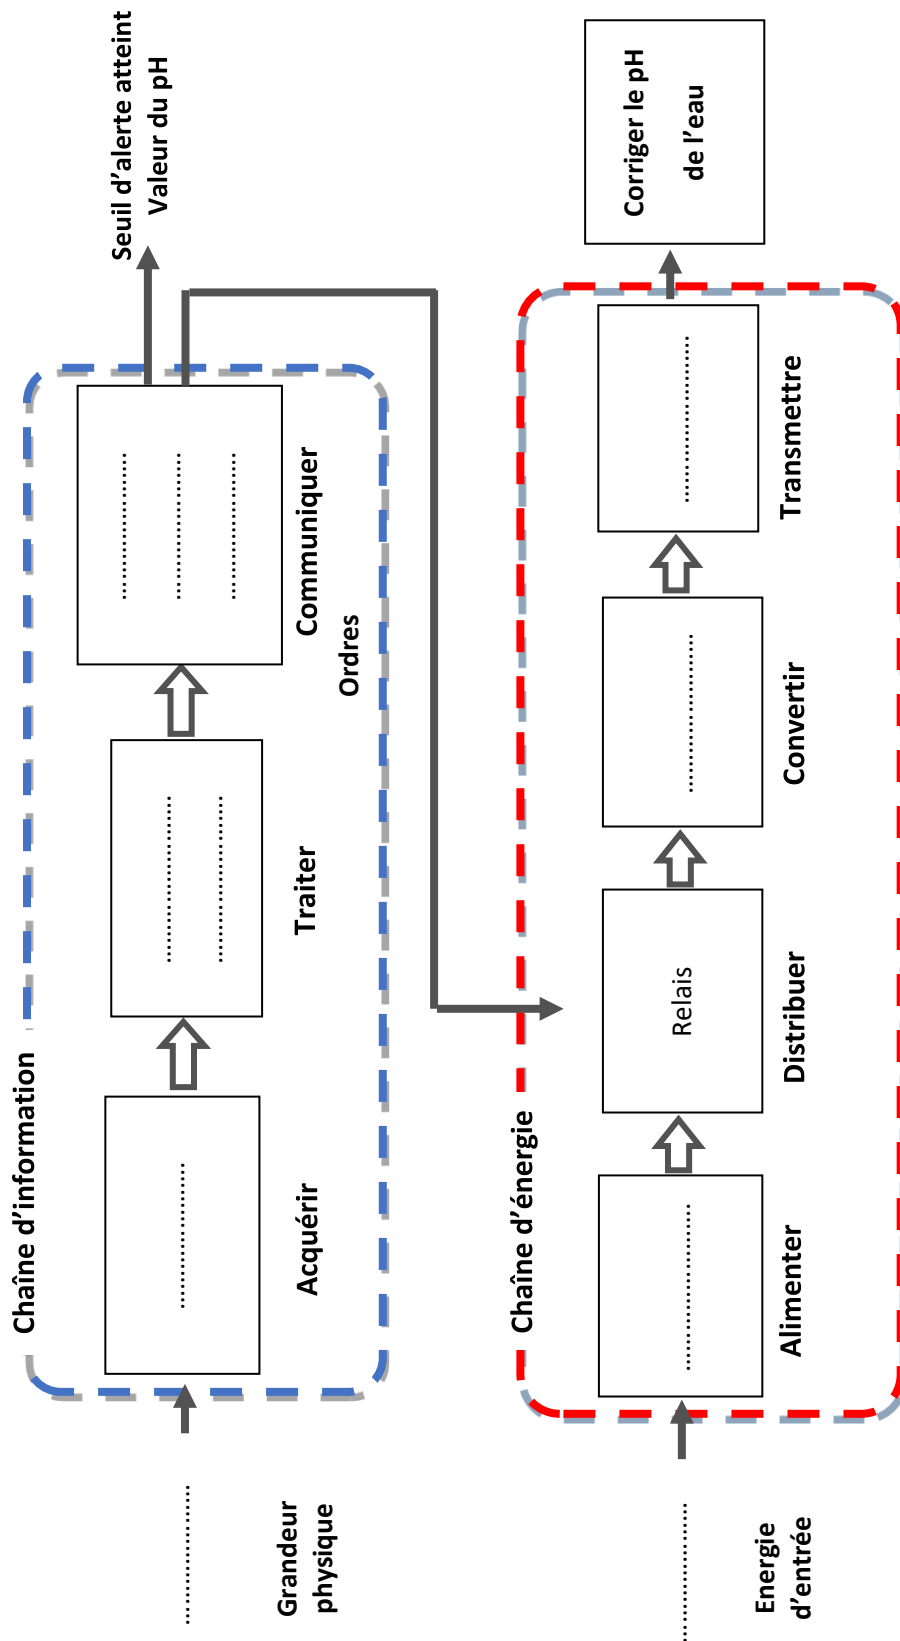 Chaîne d’information
Grandeur
physique
....................
Acquérir
....................
Traiter
....................
....................
Communiquer
....................
....................
....................
Seuil d’alerte atteint
Valeur du pH
Ordres
Chaîne d’énergie
Energie
d’entrée
....................
Alimenter
....................
Distribuer
Relais
Convertir
....................
Transmettre
....................
Corriger le pH
de l’eau